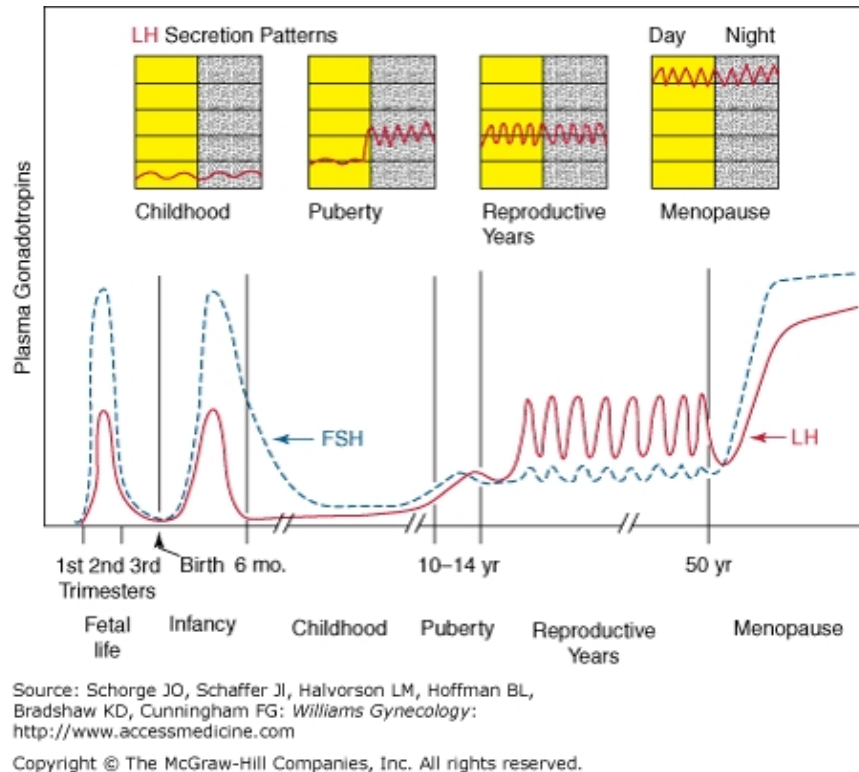 LH Secretion Patterns
Day Night
Childhood
Puberty
Reproductive
Years
Menopause
Plasma Gonadotropins
FSH
LH
1st 2nd 3rd Birth 6 mo. 10–14 yr 50 yr
Trimesters
Fetal
life
Infancy
Childhood
Puberty
Reproductive
Years
Menopause
Source: Schorge JO, Schaffer Jl, Halvorson LM, Hoffman BL,
Bradshaw KD, Cunningham FG: Williams Gynecology:
http://www.accessmedicine.com
Copyright © The McGraw-Hill Companies, Inc. All rights reserved.